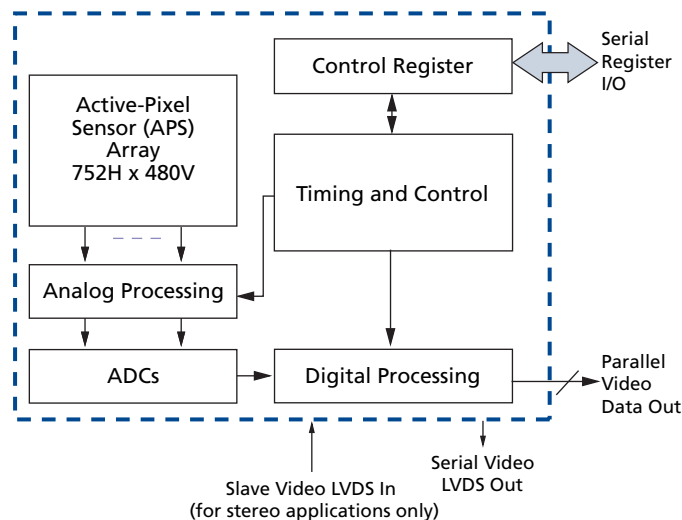 Control Register
Serial
Register
I/O
Active-Pixel
Sensor (APS)
Array
752H x 480V
Timing and Control
Analog Processing
ADCs
Digital Processing
Parallel
Video
Data Out
Slave Video LVDS In
(for stereo applications only)
Serial Video
LVDS Out